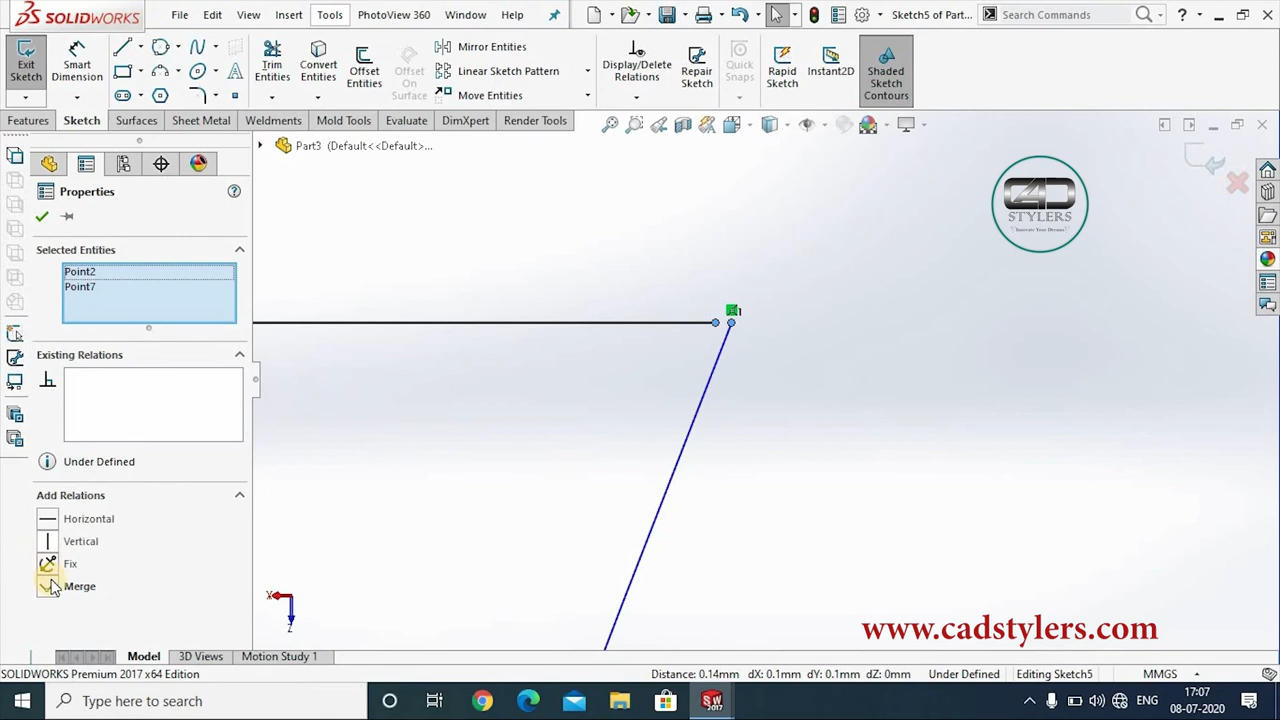 SOLIDWORKS
File
Edit
View
Insert
Tools
PhotoView 360
Window
Help
Sketch5 of Part...
Search Commands
Exit Sketch
Smart Dimension
Trim Entities
Convert Entities
Offset Entities
Offset On Surface
Mirror Entities
Linear Sketch Pattern
Move Entities
Display/Delete Relations
Repair Sketch
Quick Snaps
Rapid Sketch
Instant2D
Shaded Sketch Contours
Features
Sketch
Surfaces
Sheet Metal
Weldments
Mold Tools
Evaluate
DimXpert
Render Tools
Part3 (Default<<Default>...
Properties
Selected Entities
Point2
Point7
Existing Relations
Under Defined
Add Relations
Horizontal
Vertical
Fix
Merge
1
X
Z
CAD
STYLERS
Innovate Your Dreams
www.cadstylers.com
Model
3D Views
Motion Study 1
SOLIDWORKS Premium 2017 x64 Edition
Distance: 0.14mm dX: 0.1mm dY: 0.1mm dZ: 0mm
Under Defined
Editing Sketch5
MMGS
Type here to search
SW
2017
ENG
17:07
08-07-2020